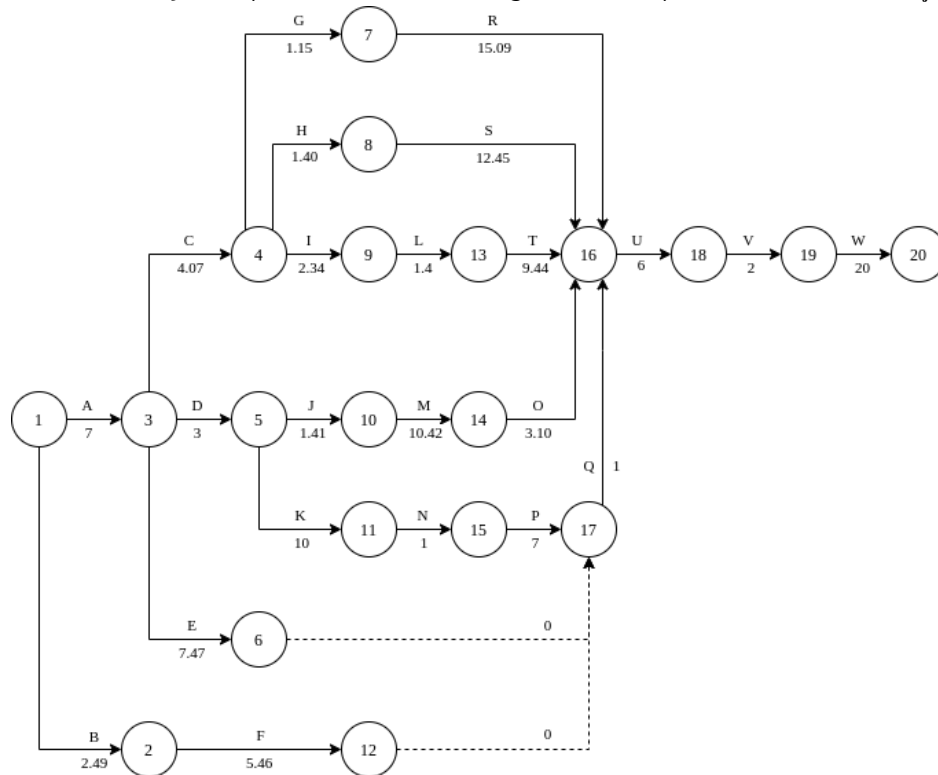 G
R
7
1.15
15.09
H
S
8
1.40
12.45
C
I
L
T
U
V
W
4
9
13
16
18
19
20
4.07
2.34
1.4
9.44
6
2
20
A
D
J
M
1
3
5
10
14
O
7
3
1.41
10.42
3.10
Q 1
K
N
P
11
15
17
10
1
7
E
0
6
7.47
B
F
0
2
12
2.49
5.46